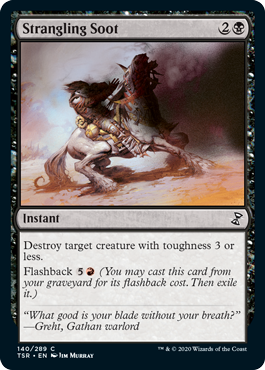 Strangling Soot 2
Instant
Destroy target creature with toughness 3 or
less.
Flashback 5 (You may cast this card from
your graveyard for its flashback cost. Then exile
it.)
"What good is your blade without your breath?"
—Greht, Gathan warlord
140/289 C
TSR • EN Jim Murray
™ & © 2020 Wizards of the Coast